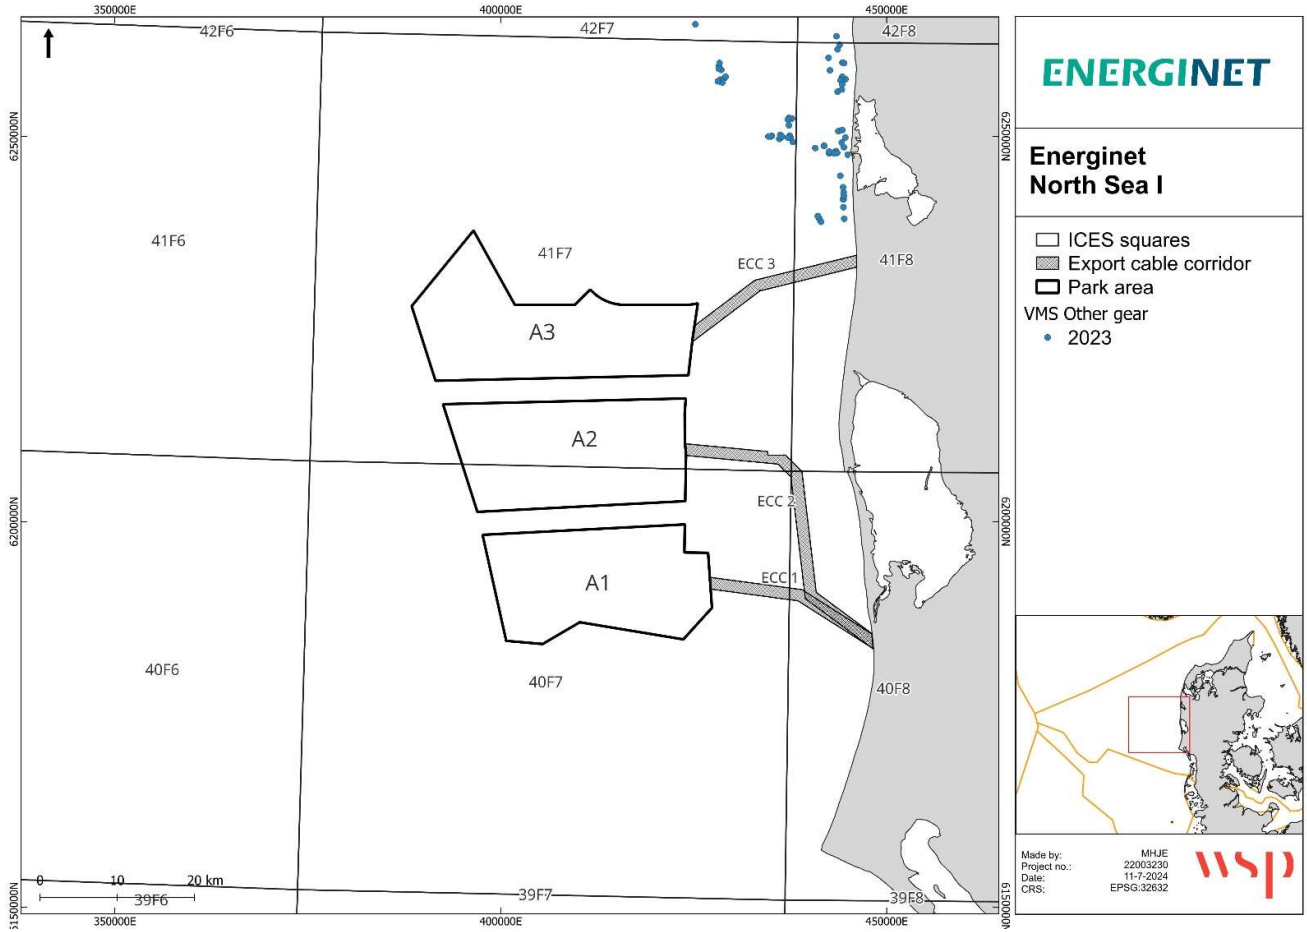 350000E
400000E
450000E
42F6
42F7
42F8
6250000N
6250000N
41F6
41F7
41F8
ECC 3
A3
A2
ECC 2
6200000N
6200000N
A1
ECC 1
40F6
40F7
40F8
0 10 20 km
39F6
39F7
39F8
6150000N
6150000N
350000E
400000E
450000E
ENERGINET
Energinet
North Sea I
ICES squares
Export cable corridor
Park area
VMS Other gear
2023
Made by: MHJE
Project no.: 22003230
Date: 11-7-2024
CRS: EPSG:32632
wsp